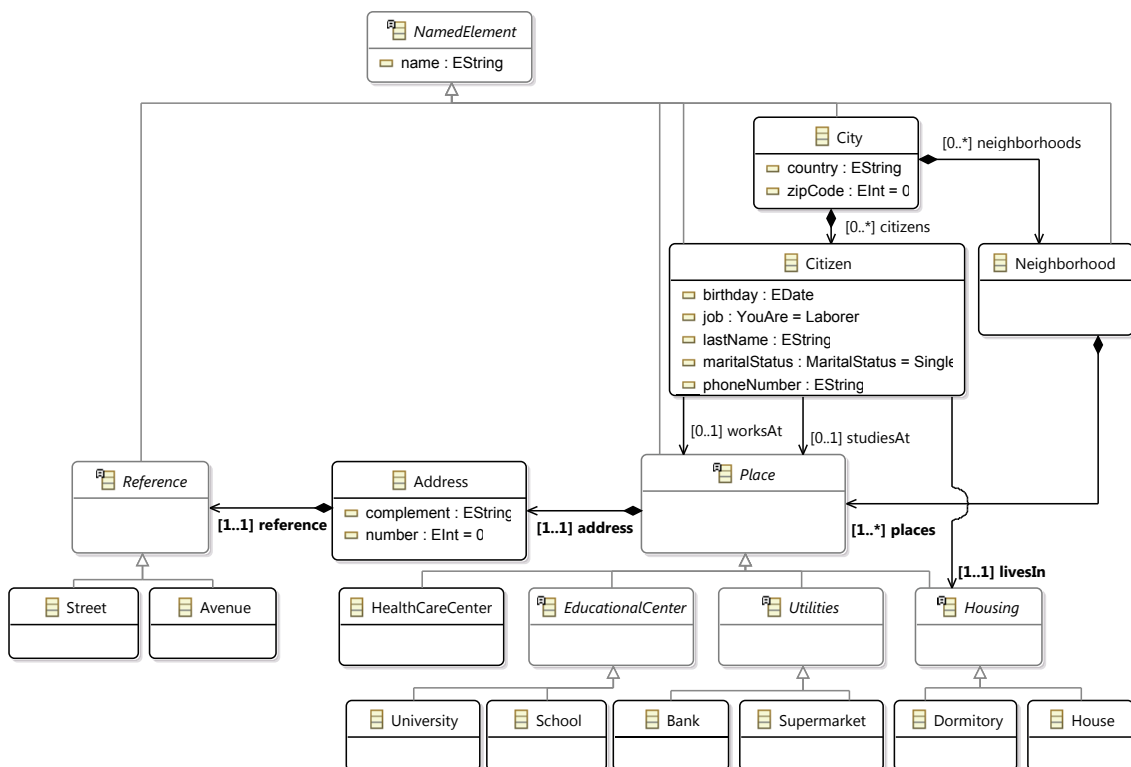 NamedElement
name : EString
City
country : EString
zipCode : EInt = 0
[0..*] neighborhoods
[0..*] citizens
Citizen
birthday : EDate
job : YouAre = Laborer
lastName : EString
maritalStatus : MaritalStatus = Single
phoneNumber : EString
Neighborhood
[0..1] worksAt
[0..1] studiesAt
Reference
[1..1] reference
Address
complement : EString
number : EInt = 0
[1..1] address
Place
[1..*] places
[1..1] livesIn
Street
Avenue
HealthCareCenter
EducationalCenter
Utilities
Housing
University
School
Bank
Supermarket
Dormitory
House